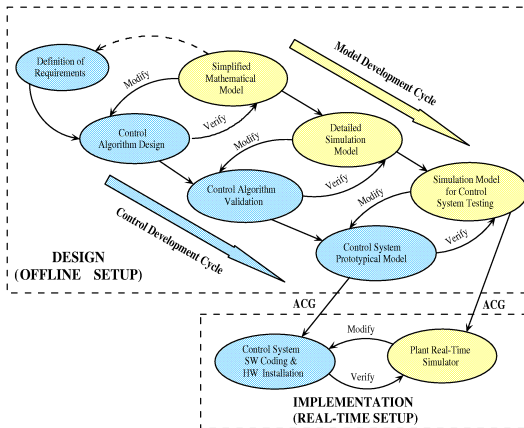 Definition of
Requirements
Modify
Simplified
Mathematical
Model
Model Development Cycle
Control
Algorithm Design
Verify
Modify
Detailed
Simulation
Model
Control Algorithm
Validation
Verify
Modify
Simulation Model
for Control
System Testing
Control Development Cycle
Control System
Prototypical Model
Verify
DESIGN
(OFFLINE SETUP)
ACG
ACG
Control System
SW Coding &
HW Installation
Modify
Verify
Plant Real-Time
Simulator
IMPLEMENTATION
(REAL-TIME SETUP)